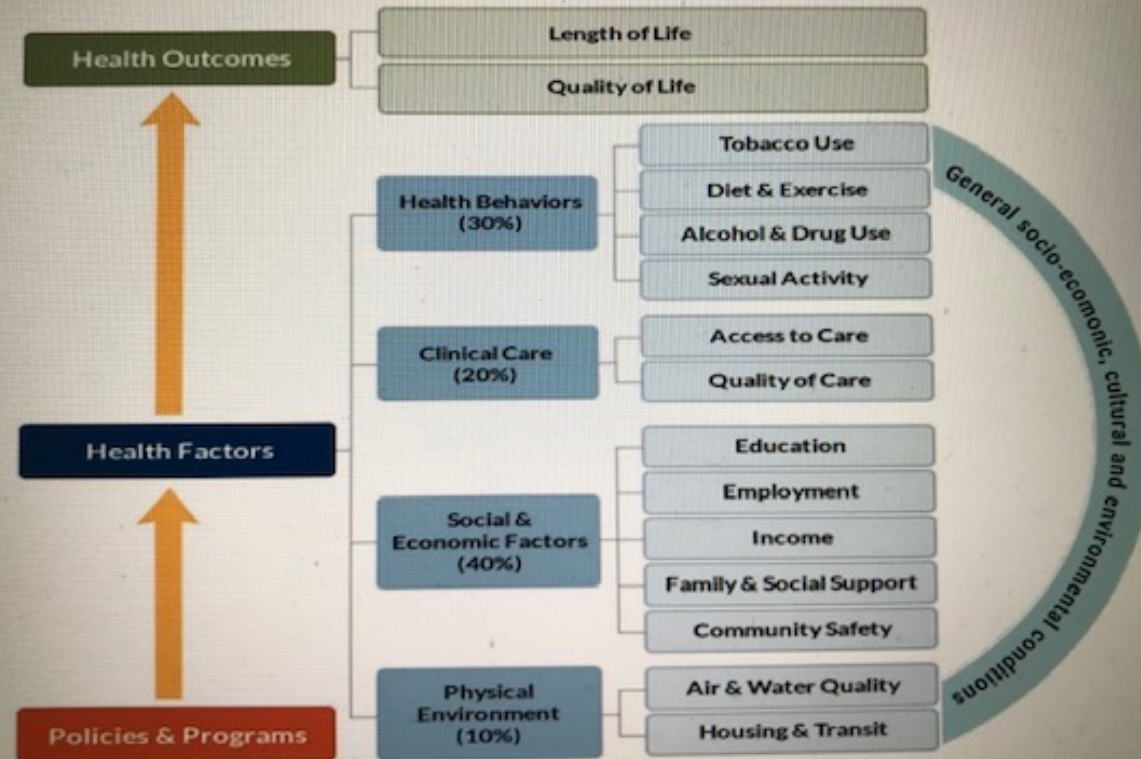 Health Outcomes
Length of Life
Quality of Life
Health Behaviors
(30%)
Tobacco Use
Diet & Exercise
Alcohol & Drug Use
Sexual Activity
Clinical Care
(20%)
Access to Care
Quality of Care
Health Factors
Social &
Economic Factors
(40%)
Education
Employment
Income
Family & Social Support
Community Safety
Policies & Programs
Physical
Environment
(10%)
Air & Water Quality
Housing & Transit
General socio-ecomonic, cultural and environmental conditions